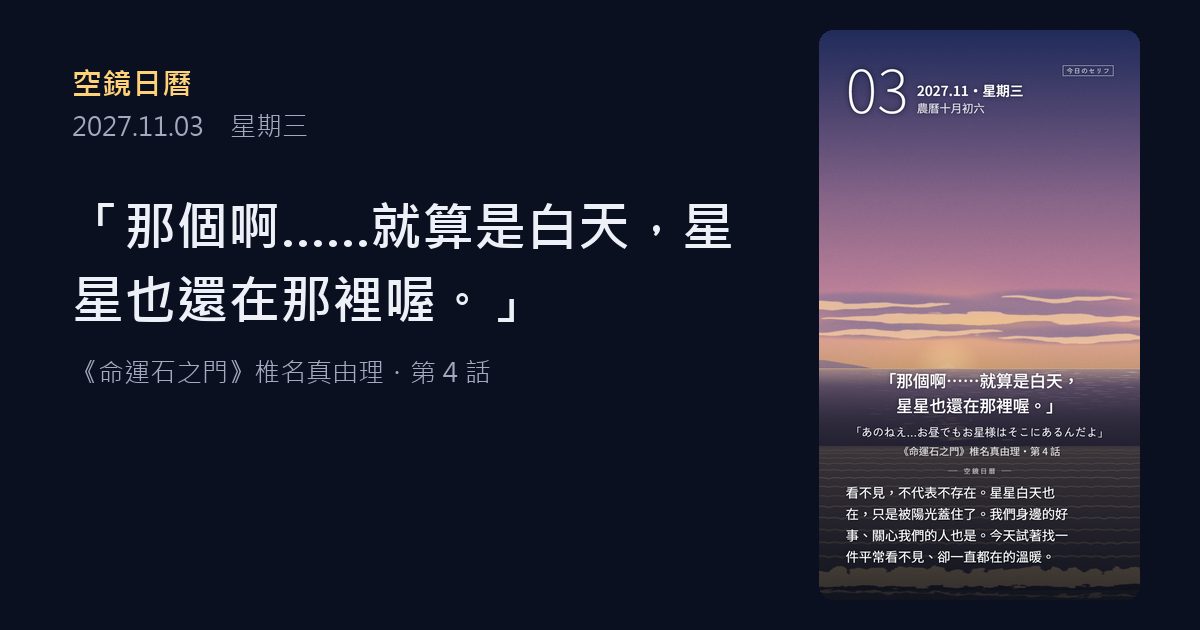 空鏡日曆
2027.11.03 星期三
「那個啊……就算是白天，星
星也還在那裡喔。」
《命運石之門》椎名真由理．第 4 話
03
2027.11・星期三
農曆十月初六
今日のセリフ
「那個啊……就算是白天，
星星也還在那裡喔。」
「あのねえ…お昼でもお星様はそこにあるんだよ」
《命運石之門》椎名真由理・第 4 話
— 空鏡日曆 —
看不見，不代表不存在。星星白天也
在，只是被陽光蓋住了。我們身邊的好
事、關心我們的人也是。今天試著找一
件平常看不見、卻一直都在的溫暖。